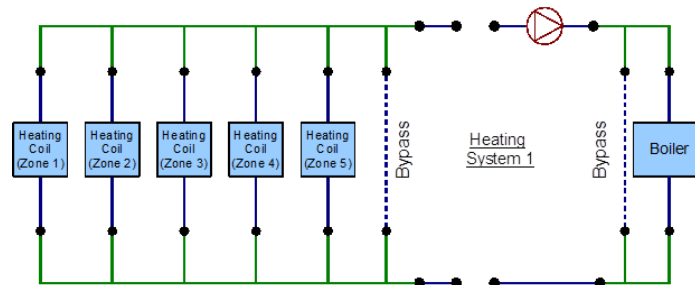 Heating
Coil
(Zone 1)
Heating
Coil
(Zone 2)
Heating
Coil
(Zone 3)
Heating
Coil
(Zone 4)
Heating
Coil
(Zone 5)
Bypass
Heating
System 1
Bypass
Boiler